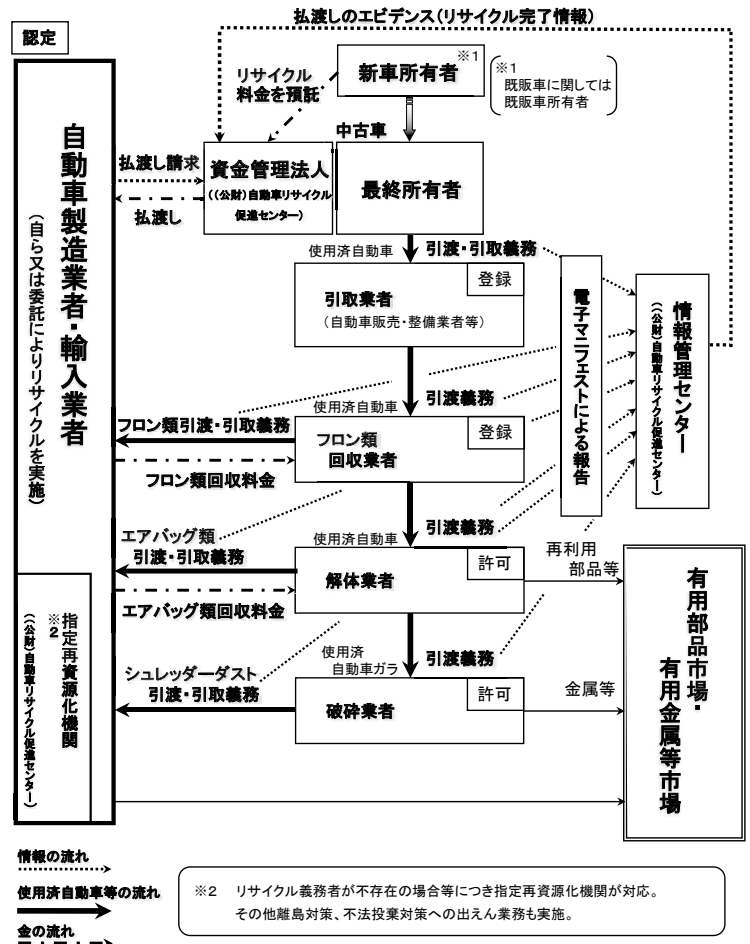 払渡しのエビデンス(リサイクル完了情報)
認定
新車所有者
※1
※1
既販車に関しては
既販車所有者
リサイクル
料金を預託
中古車
自動車製造業者・輸入業者
(自ら又は委託によりリサイクルを実施)
払渡し請求
払渡し
資金管理法人
((公財)自動車リサイクル
促進センター)
最終所有者
使用済自動車
引渡・引取義務
引取業者
(自動車販売・整備業者等)
登録
電子マニフェストによる報告
情報管理センター
((公財)自動車リサイクル促進センター)
使用済自動車
引渡義務
フロン類引渡・引取義務
フロン類回収料金
フロン類
回収業者
登録
エアバッグ類
引渡・引取義務
エアバッグ類回収料金
使用済自動車
引渡義務
解体業者
許可
再利用
部品等
指定再資源化機関
※2
((公財)自動車リサイクル促進センター)
シュレッダーダスト
引渡・引取義務
使用済
自動車ガラ
引渡義務
破砕業者
許可
金属等
有用部品市場・
有用金属等市場
情報の流れ
使用済自動車等の流れ
金の流れ
※2 リサイクル義務者が不存在の場合等につき指定再資源化機関が対応。
その他離島対策、不法投棄対策への出えん業務も実施。